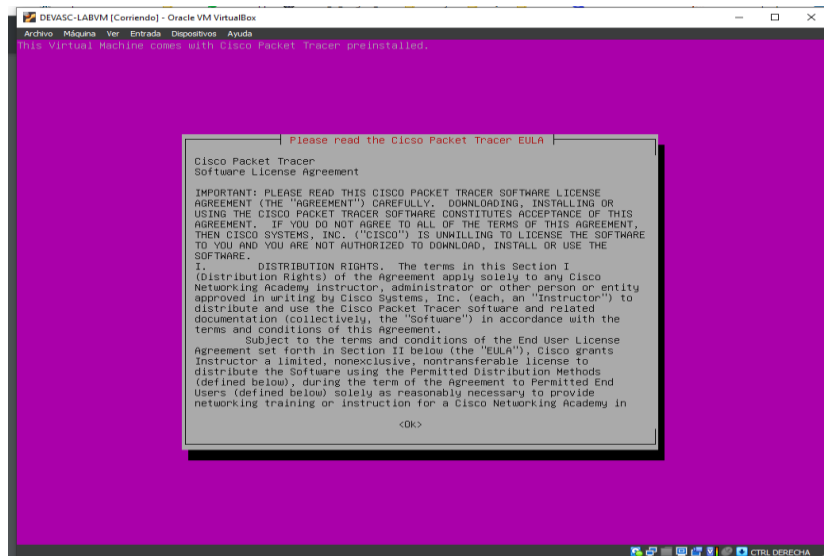 DEVASC-LABVM [Corriendo] - Oracle VM VirtualBox
Archivo Máquina Ver Entrada Dispositivos Ayuda
This Virtual Machine comes with Cisco Packet Tracer preinstalled.
Please read the Cicso Packet Tracer EULA
Cisco Packet Tracer
Software License Agreement
IMPORTANT: PLEASE READ THIS CISCO PACKET TRACER SOFTWARE LICENSE
AGREEMENT (THE "AGREEMENT") CAREFULLY. DOWNLOADING, INSTALLING OR
USING THE CISCO PACKET TRACER SOFTWARE CONSTITUTES ACCEPTANCE OF THIS
AGREEMENT. IF YOU DO NOT AGREE TO ALL OF THE TERMS OF THIS AGREEMENT,
THEN CISCO SYSTEMS, INC. ("CISCO") IS UNWILLING TO LICENSE THE SOFTWARE
TO YOU AND YOU ARE NOT AUTHORIZED TO DOWNLOAD, INSTALL OR USE THE
SOFTWARE.
I. DISTRIBUTION RIGHTS. The terms in this Section I
(Distribution Rights) of the Agreement apply solely to any Cisco
Networking Academy instructor, administrator or other person or entity
approved in writing by Cisco Systems, Inc. (each, an "Instructor") to
distribute and use the Cisco Packet Tracer software and related
documentation (collectively, the "Software") in accordance with the
terms and conditions of this Agreement.
Subject to the terms and conditions of the End User License
Agreement set forth in Section II below (the "EULA"), Cisco grants
Instructor a limited, nonexclusive, nontransferable license to
distribute the Software using the Permitted Distribution Methods
(defined below), during the term of the Agreement to Permitted End
Users (defined below) solely as reasonably necessary to provide
networking training or instruction for a Cisco Networking Academy in
<Ok>
CTRL DERECHA